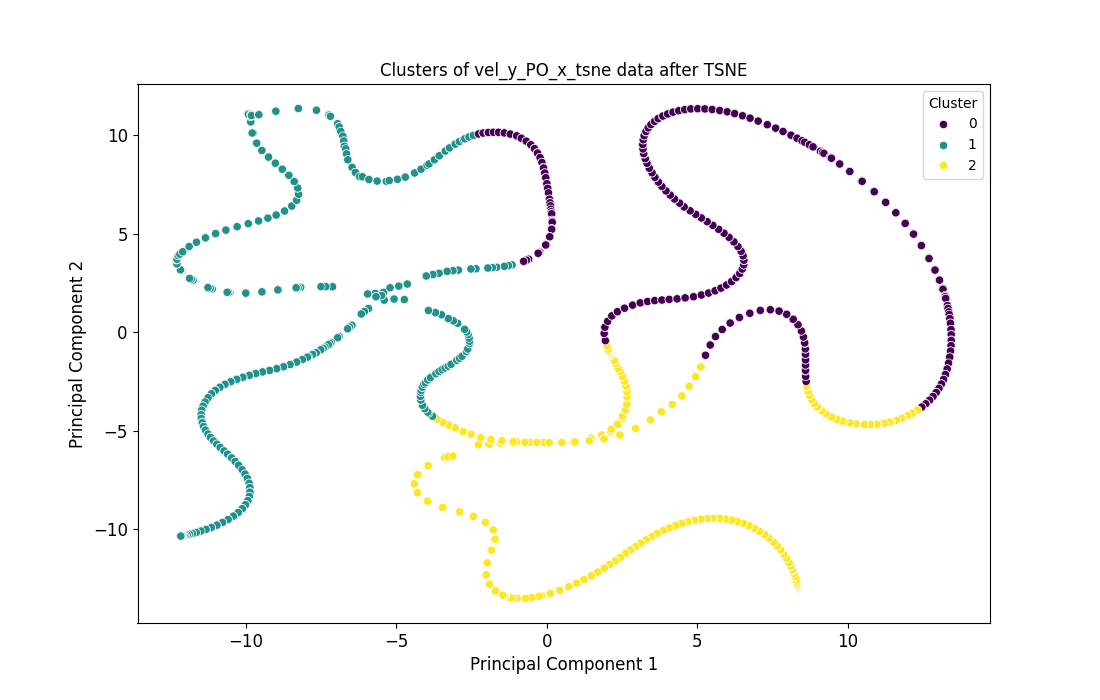 Clusters of vel_y_PO_x_tsne data after TSNE
Cluster
0
1
2
10
5
0
−5
−10
Principal Component 2
−10 −5 0 5 10
Principal Component 1